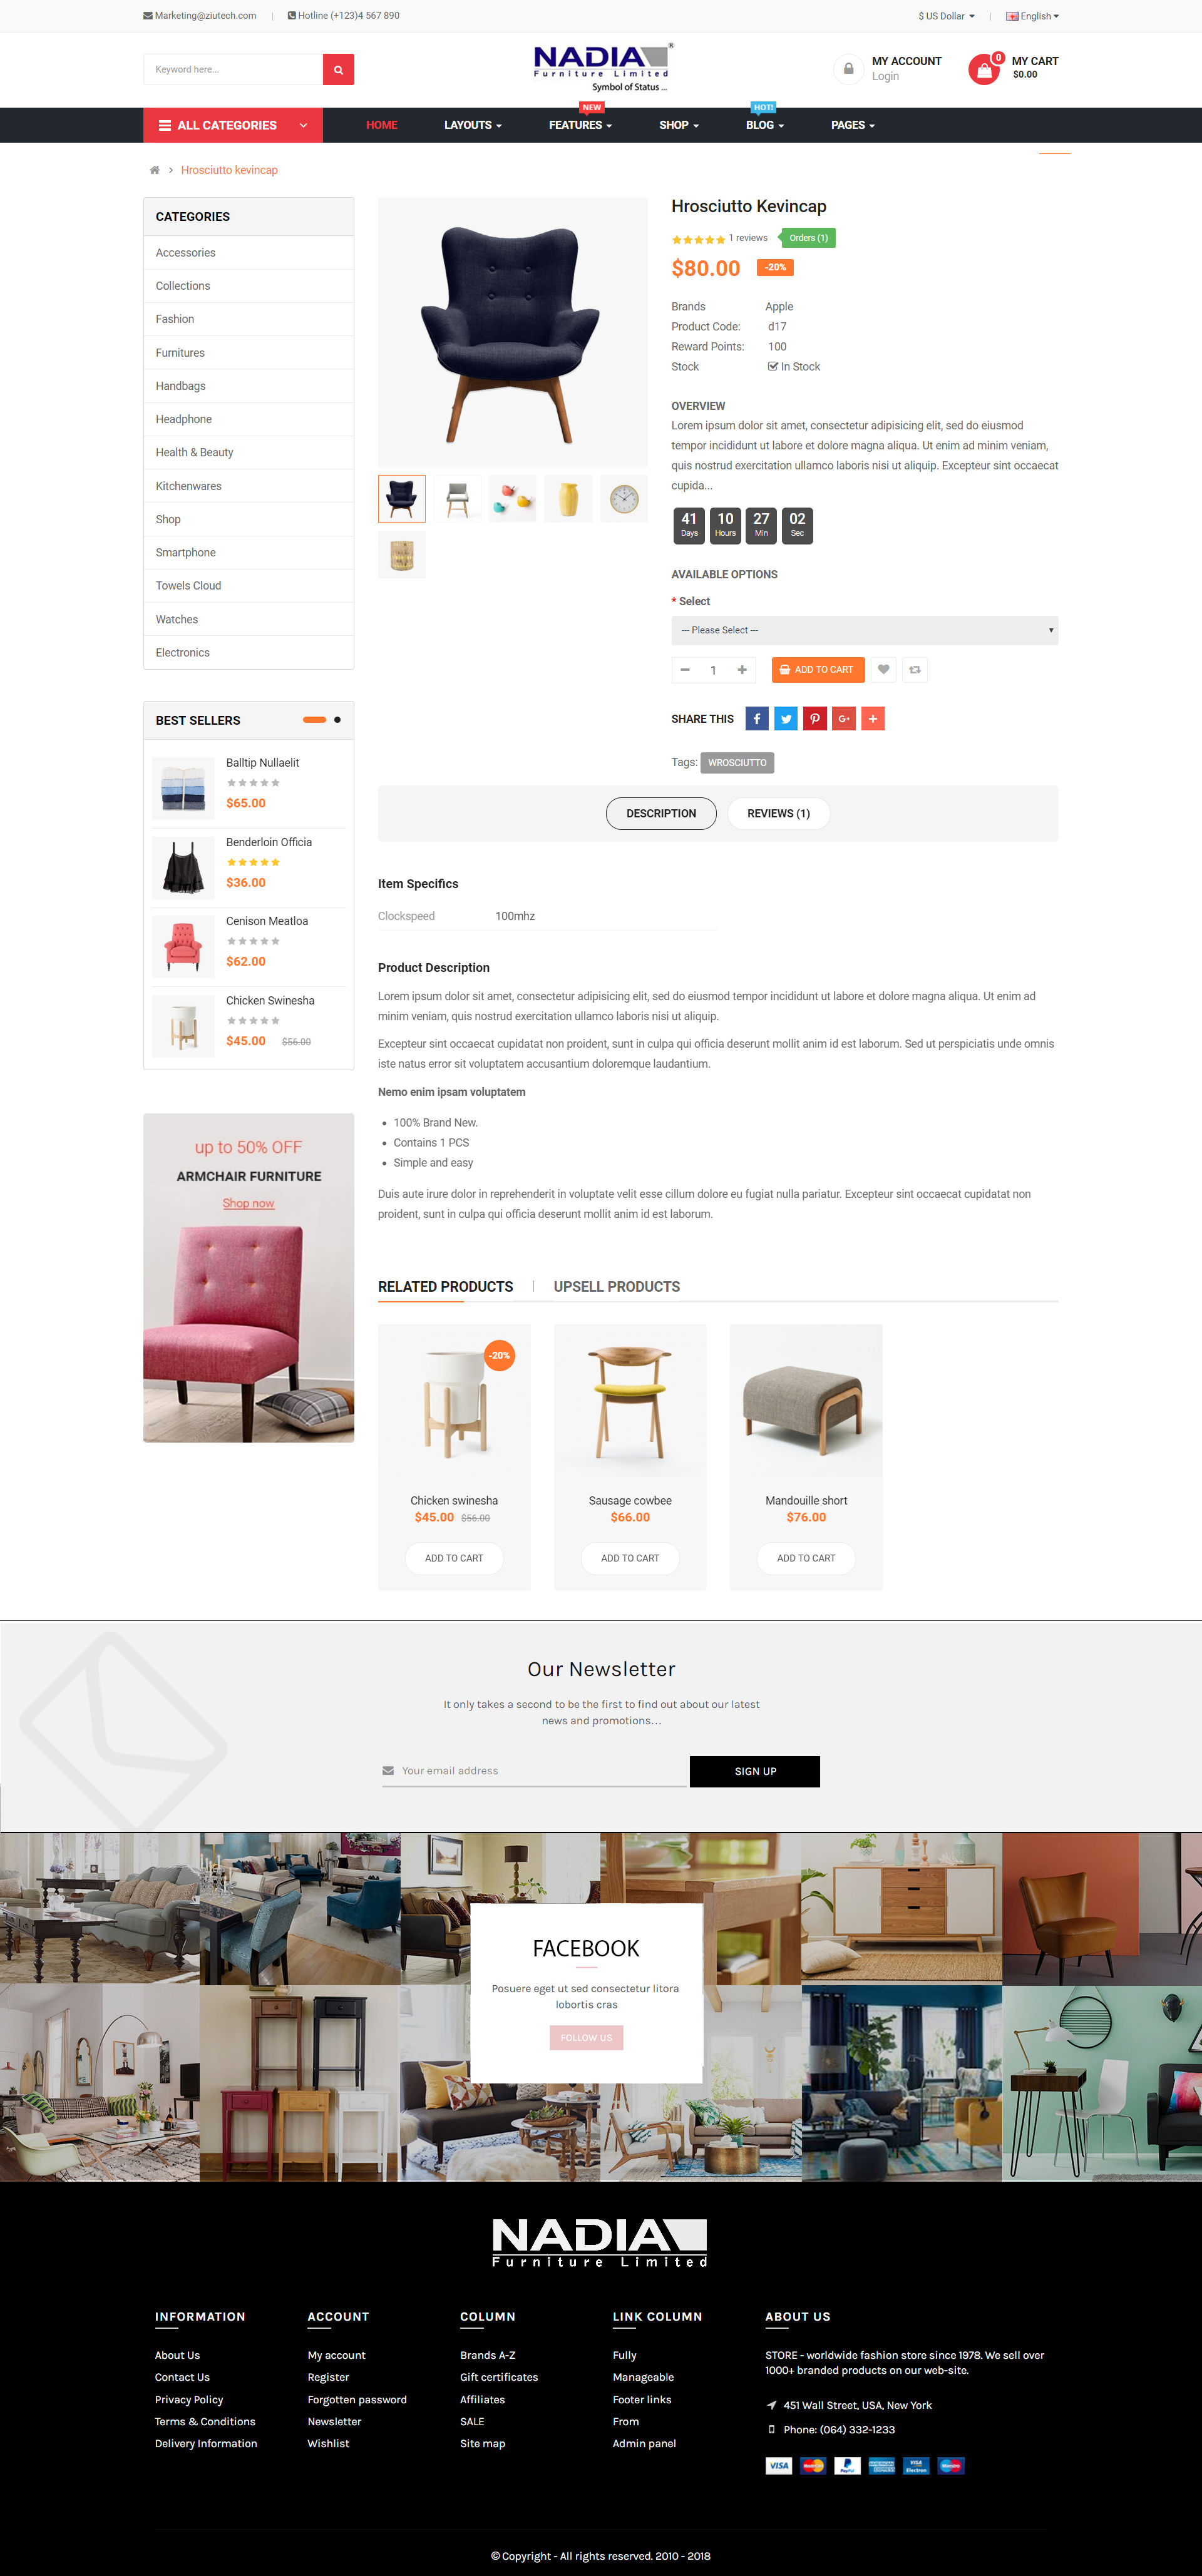 Marketing@ziutech.com | Hotline (+123)4 567 890
$ US Dollar | English
Keyword here...
NADIA®
Furniture Limited
Symbol of Status ...
MY ACCOUNT
Login
0
MY CART
$0.00
NEW
HOT!
ALL CATEGORIES
HOME LAYOUTS FEATURES SHOP BLOG PAGES
Hrosciutto kevincap
CATEGORIES
Accessories
Collections
Fashion
Furnitures
Handbags
Headphone
Health & Beauty
Kitchenwares
Shop
Smartphone
Towels Cloud
Watches
Electronics
BEST SELLERS
Balltip Nullaelit
$65.00
Benderloin Officia
$36.00
Cenison Meatloa
$62.00
Chicken Swinesha
$45.00 $56.00
up to 50% OFF
ARMCHAIR FURNITURE
Shop now
Hrosciutto Kevincap
1 reviews Orders (1)
$80.00 -20%
Brands Apple
Product Code: d17
Reward Points: 100
Stock In Stock
OVERVIEW
Lorem ipsum dolor sit amet, consectetur adipisicing elit, sed do eiusmod
tempor incididunt ut labore et dolore magna aliqua. Ut enim ad minim veniam,
quis nostrud exercitation ullamco laboris nisi ut aliquip. Excepteur sint occaecat
cupida...
41 10 27 02
Days Hours Min Sec
AVAILABLE OPTIONS
* Select
--- Please Select ---
1 ADD TO CART
SHARE THIS
Tags: WROSCIUTTO
DESCRIPTION REVIEWS (1)
Item Specifics
Clockspeed 100mhz
Product Description
Lorem ipsum dolor sit amet, consectetur adipisicing elit, sed do eiusmod tempor incididunt ut labore et dolore magna aliqua. Ut enim ad
minim veniam, quis nostrud exercitation ullamco laboris nisi ut aliquip.
Excepteur sint occaecat cupidatat non proident, sunt in culpa qui officia deserunt mollit anim id est laborum. Sed ut perspiciatis unde omnis
iste natus error sit voluptatem accusantium doloremque laudantium.
Nemo enim ipsam voluptatem
• 100% Brand New.
• Contains 1 PCS
• Simple and easy
Duis aute irure dolor in reprehenderit in voluptate velit esse cillum dolore eu fugiat nulla pariatur. Excepteur sint occaecat cupidatat non
proident, sunt in culpa qui officia deserunt mollit anim id est laborum.
RELATED PRODUCTS | UPSELL PRODUCTS
-20%
Chicken swinesha
$45.00 $56.00
ADD TO CART
Sausage cowbee
$66.00
ADD TO CART
Mandouille short
$76.00
ADD TO CART
Our Newsletter
It only takes a second to be the first to find out about our latest
news and promotions...
Your email address
SIGN UP
FACEBOOK
Posuere eget ut sed consectetur litora
lobortis cras
FOLLOW US
NADIA
Furniture Limited
INFORMATION
About Us
Contact Us
Privacy Policy
Terms & Conditions
Delivery Information
ACCOUNT
My account
Register
Forgotten password
Newsletter
Wishlist
COLUMN
Brands A-Z
Gift certificates
Affiliates
SALE
Site map
LINK COLUMN
Fully
Manageable
Footer links
From
Admin panel
ABOUT US
STORE - worldwide fashion store since 1978. We sell over
1000+ branded products on our web-site.
451 Wall Street, USA, New York
Phone: (064) 332-1233
VISA MasterCard PayPal AMERICAN EXPRESS VISA Electron Maestro
© Copyright - All rights reserved. 2010 - 2018